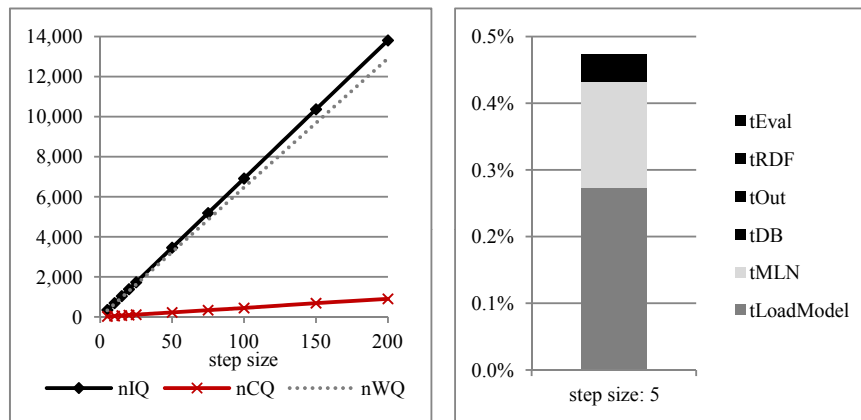 14,000
12,000
10,000
8,000
6,000
4,000
2,000
0
0 50 100 150 200
step size
nIQ nCQ nWQ
0.5%
0.4%
0.3%
0.2%
0.1%
0.0%
step size: 5
tEval
tRDF
tOut
tDB
tMLN
tLoadModel